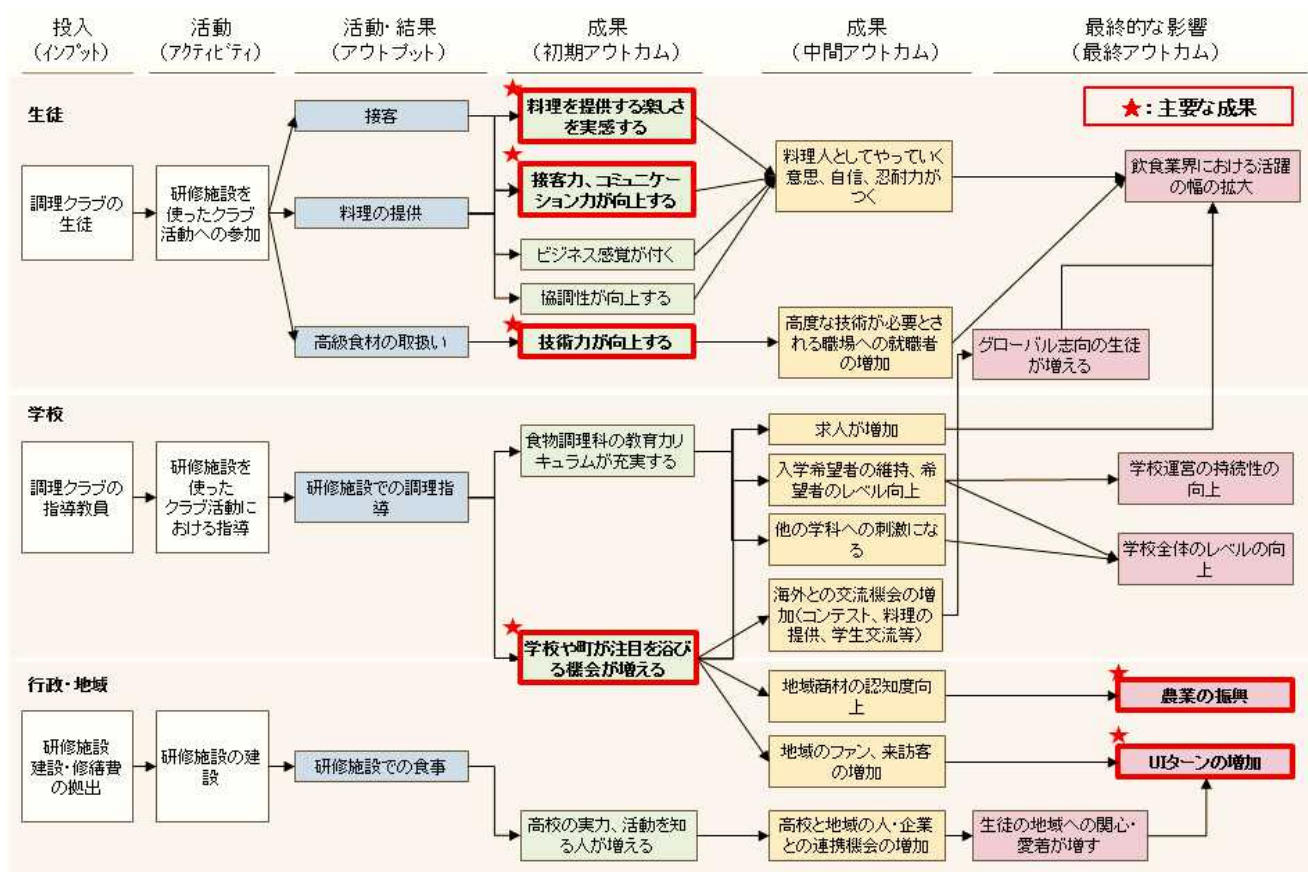 投入
(インプット)
活動
(アクティビティ)
活動・結果
(アウトプット)
成果
(初期アウトカム)
成果
(中間アウトカム)
最終的な影響
(最終アウトカム)
★:主要な成果
生徒
調理クラブの
生徒
研修施設を
使ったクラブ
活動への参加
接客
料理の提供
高級食材の取扱い
料理を提供する楽しさ
を実感する
接客力、コミュニケー
ション力が向上する
ビジネス感覚が付く
協調性が向上する
技術力が向上する
料理人としてやっていく
意思、自信、忍耐力が
つく
高度な技術が必要とさ
れる職場への就職者
の増加
飲食業界における活躍
の幅の拡大
グローバル志向の生徒
が増える
学校
調理クラブの
指導教員
研修施設を
使った
クラブ活動に
おける指導
研修施設での調理指
導
食物調理科の教育カリ
キュラムが充実する
学校や町が注目を浴び
る機会が増える
求人が増加
入学希望者の維持、希
望者のレベル向上
他の学科への刺激にな
る
海外との交流機会の増
加(コンテスト、料理の
提供、学生交流等)
学校運営の持続性の
向上
学校全体のレベルの向
上
行政・地域
研修施設
建設・修繕費
の拠出
研修施設の建
設
研修施設での食事
高校の実力、活動を知
る人が増える
地域商材の認知度向
上
地域のファン、来訪客
の増加
高校と地域の人・企業
との連携機会の増加
生徒の地域への関心・
愛着が増す
農業の振興
UIターンの増加